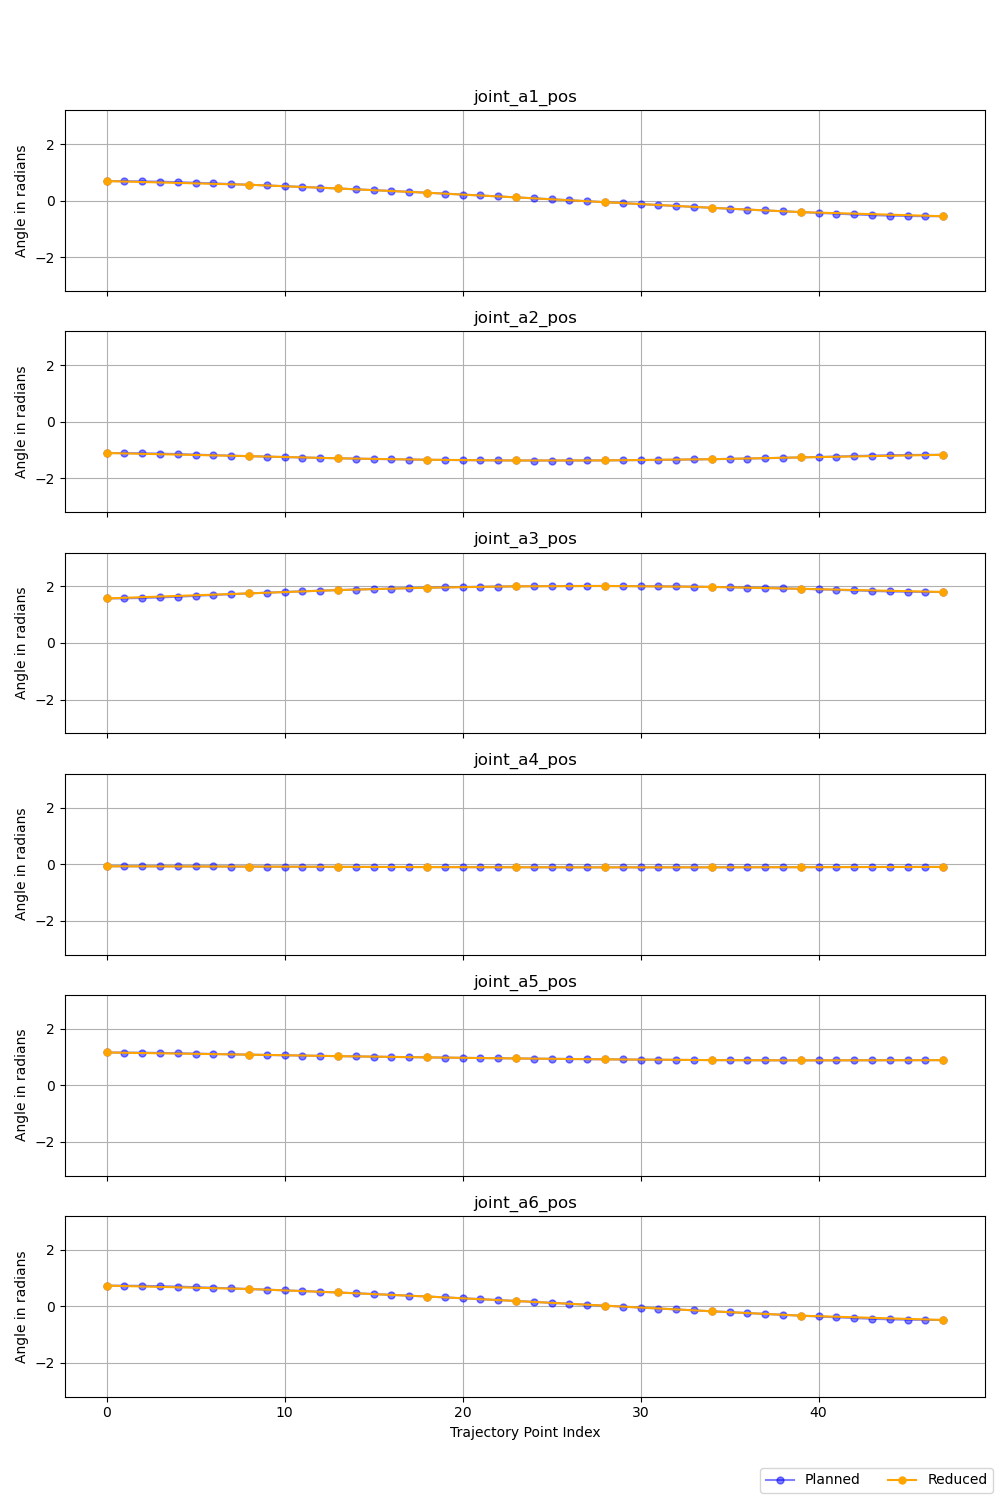 joint_a1_pos
Angle in radians
2
0
−2
joint_a2_pos
Angle in radians
2
0
−2
joint_a3_pos
Angle in radians
2
0
−2
joint_a4_pos
Angle in radians
2
0
−2
joint_a5_pos
Angle in radians
2
0
−2
joint_a6_pos
Angle in radians
2
0
−2
0 10 20 30 40
Trajectory Point Index
Planned Reduced